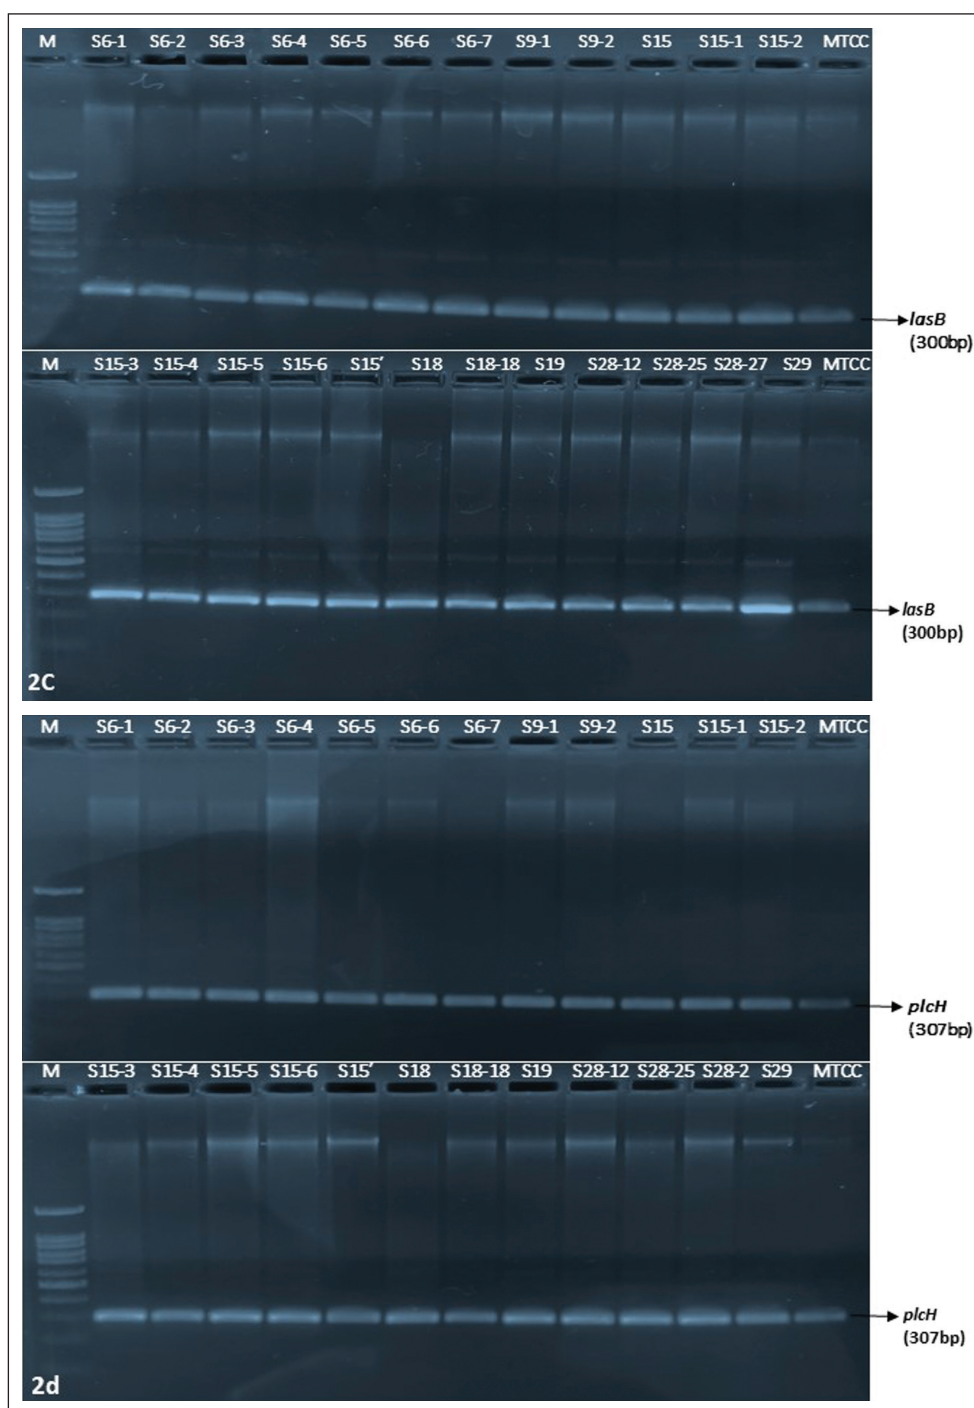 M S6-1 S6-2 S6-3 S6-4 S6-5 S6-6 S6-7 S9-1 S9-2 S15 S15-1 S15-2 MTCC
lasB
(300bp)
M S15-3 S15-4 S15-5 S15-6 S15′ S18 S18-18 S19 S28-12 S28-25 S28-27 S29 MTCC
lasB
(300bp)
2C
M S6-1 S6-2 S6-3 S6-4 S6-5 S6-6 S6-7 S9-1 S9-2 S15 S15-1 S15-2 MTCC
plcH
(307bp)
M S15-3 S15-4 S15-5 S15-6 S15′ S18 S18-18 S19 S28-12 S28-25 S28-2 S29 MTCC
plcH
(307bp)
2d